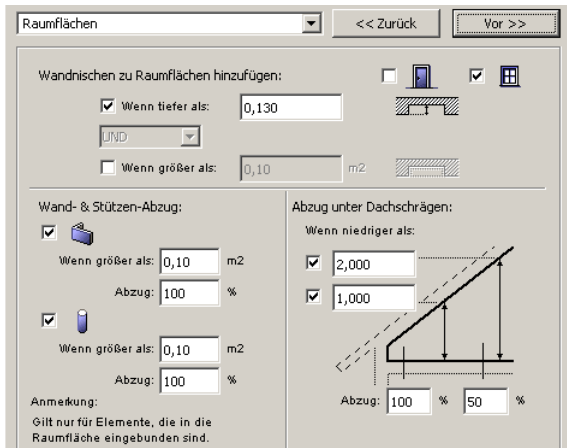 Raumflächen
<< Zurück
Vor >>
Wandnischen zu Raumflächen hinzufügen:
Wenn tiefer als: 0,130
UND
Wenn größer als: 0,10 m2
Wand- & Stützen-Abzug:
Wenn größer als: 0,10 m2
Abzug: 100 %
Wenn größer als: 0,10 m2
Abzug: 100 %
Anmerkung:
Gilt nur für Elemente, die in die
Raumfläche eingebunden sind.
Abzug unter Dachschrägen:
Wenn niedriger als:
2,000
1,000
Abzug: 100 % 50 %